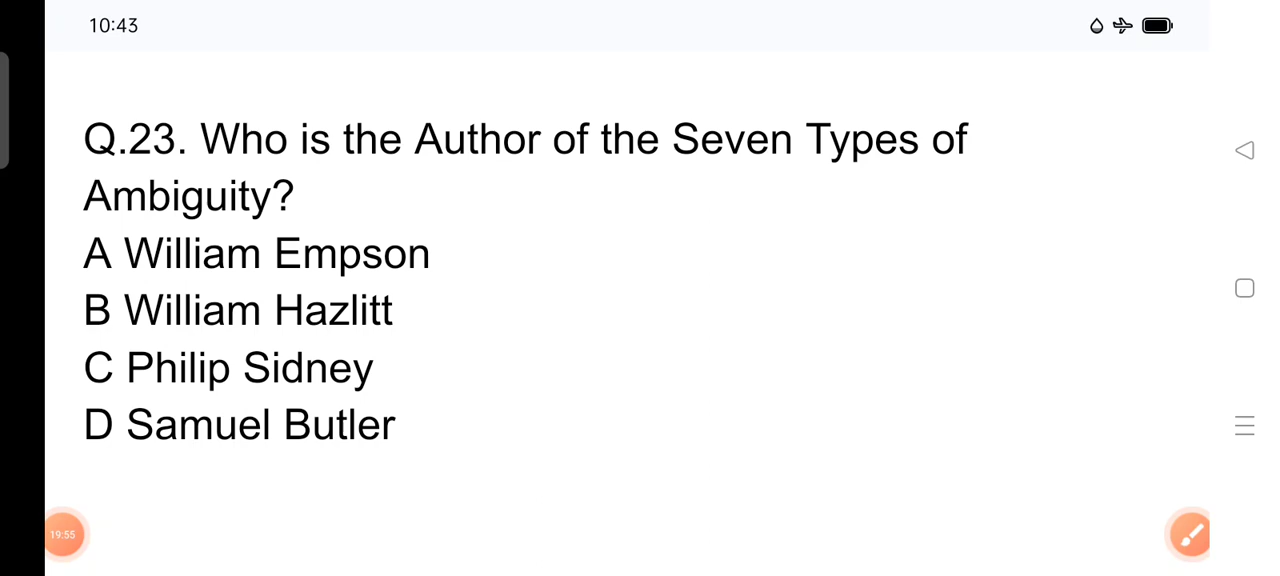 10:43
Q.23. Who is the Author of the Seven Types of
Ambiguity?
A William Empson
B William Hazlitt
C Philip Sidney
D Samuel Butler
19:55